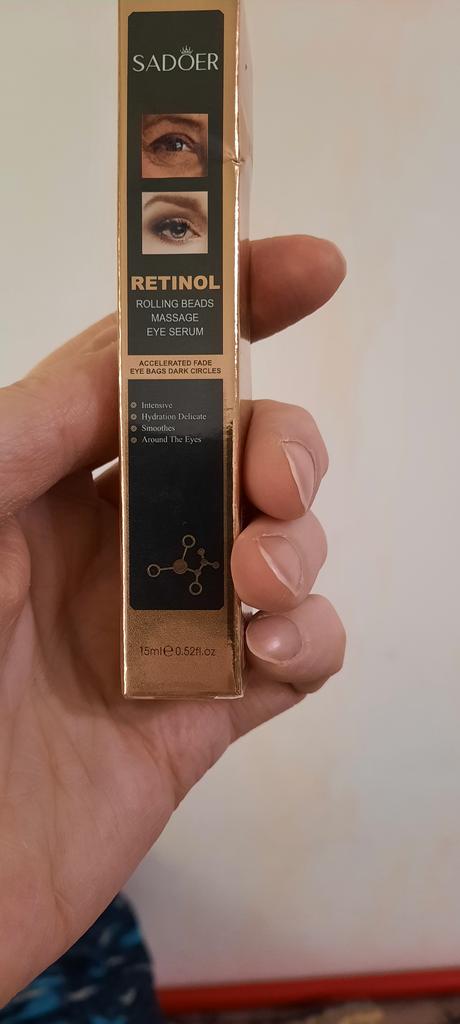 SADOER
RETINOL
ROLLING BEADS
MASSAGE
EYE SERUM
ACCELERATED FADE
EYE BAGS DARK CIRCLES
Intensive
Hydration Delicate
Smoothes
Around The Eyes
15ml℮0.52fl.oz